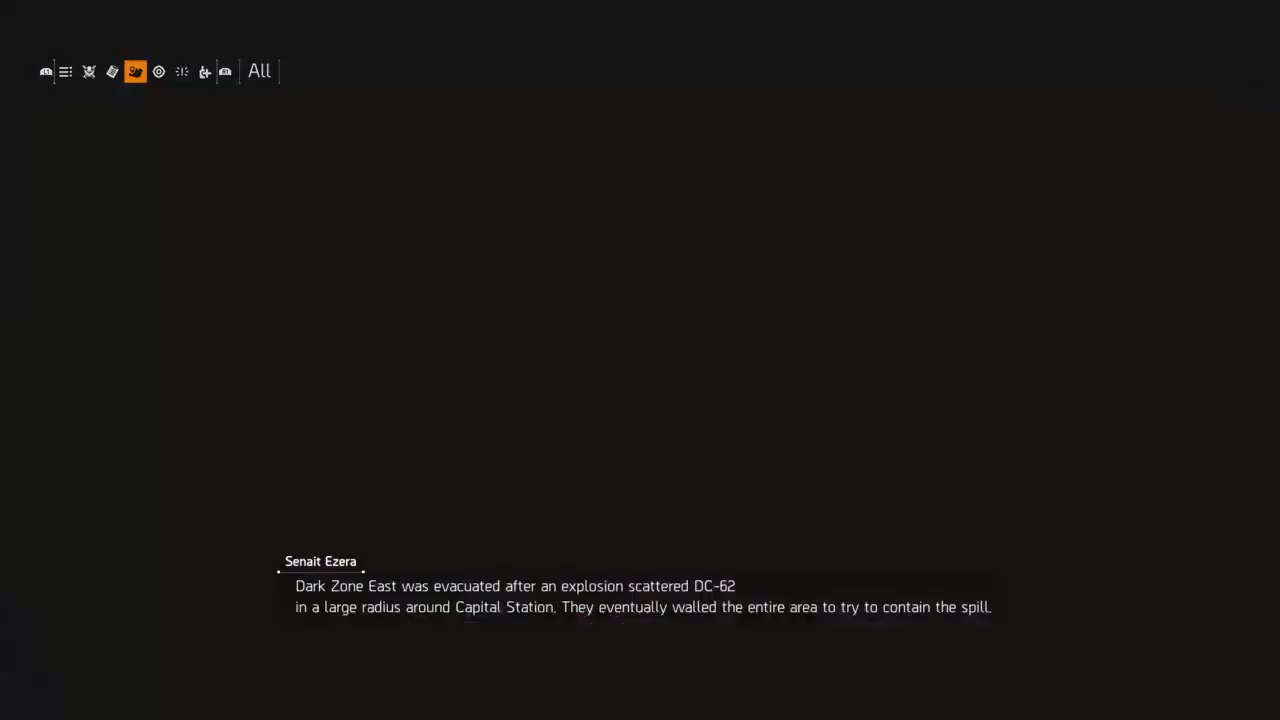 All
Senait Ezera
Dark Zone East was evacuated after an explosion scattered DC-62
in a large radius around Capital Station, They eventually walled the entire area to try to contain the spill.